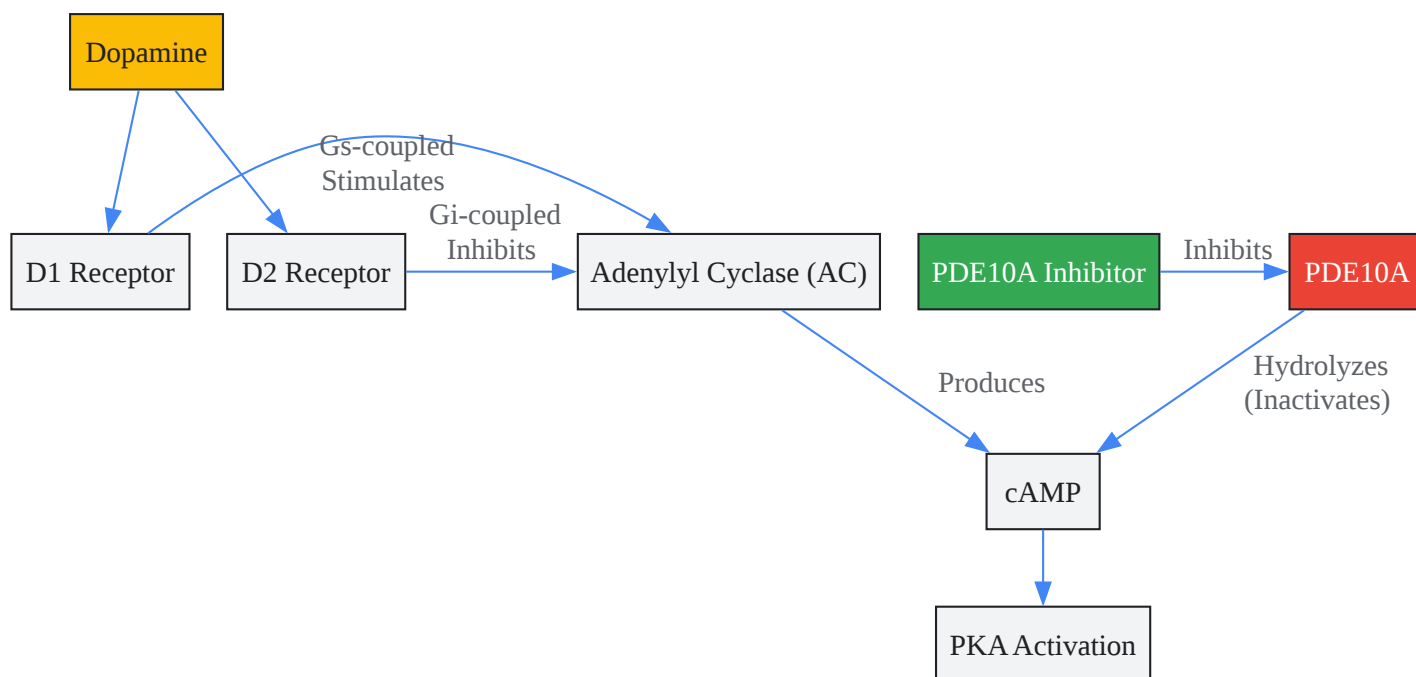 Dopamine
Gs-coupled
Stimulates
Gi-coupled
Inhibits
Inhibits
D1 Receptor
D2 Receptor
Adenylyl Cyclase (AC)
PDE10A Inhibitor
PDE10A
Produces
Hydrolyzes
(Inactivates)
cAMP
PKA Activation